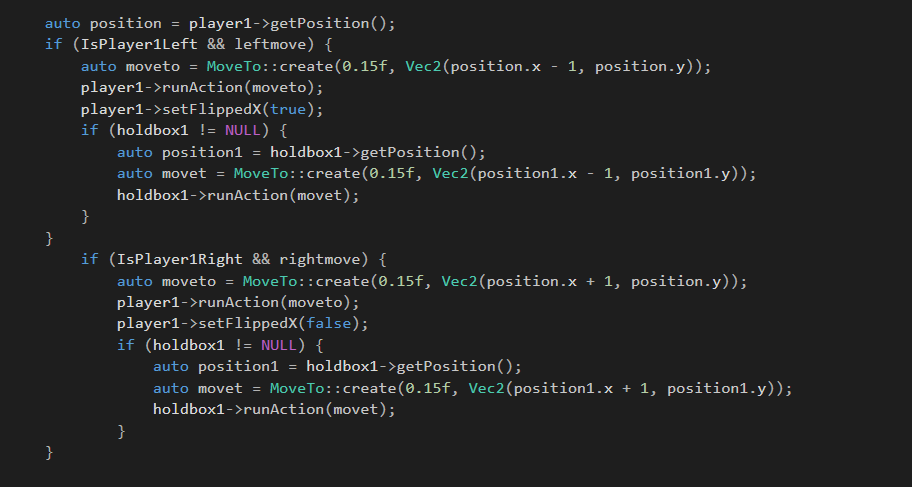 auto position = player1->getPosition();
if (IsPlayer1Left && leftmove) {
auto moveto = MoveTo::create(0.15f, Vec2(position.x - 1, position.y));
player1->runAction(moveto);
player1->setFlippedX(true);
if (holdbox1 != NULL) {
auto position1 = holdbox1->getPosition();
auto movet = MoveTo::create(0.15f, Vec2(position1.x - 1, position1.y));
holdbox1->runAction(movet);
}
}
if (IsPlayer1Right && rightmove) {
auto moveto = MoveTo::create(0.15f, Vec2(position.x + 1, position.y));
player1->runAction(moveto);
player1->setFlippedX(false);
if (holdbox1 != NULL) {
auto position1 = holdbox1->getPosition();
auto movet = MoveTo::create(0.15f, Vec2(position1.x + 1, position1.y));
holdbox1->runAction(movet);
}
}